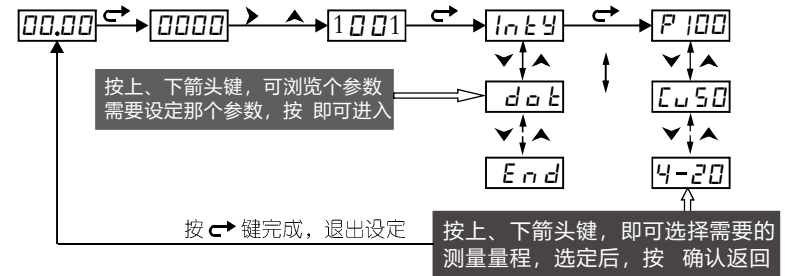 00.00 0000 1001 Inty P100
按上、下箭头键，可浏览个参数
需要设定那个参数，按 即可进入
dot Cu50
End 4-20
按 键完成，退出设定
按上、下箭头键，即可选择需要的
测量量程，选定后，按 确认返回